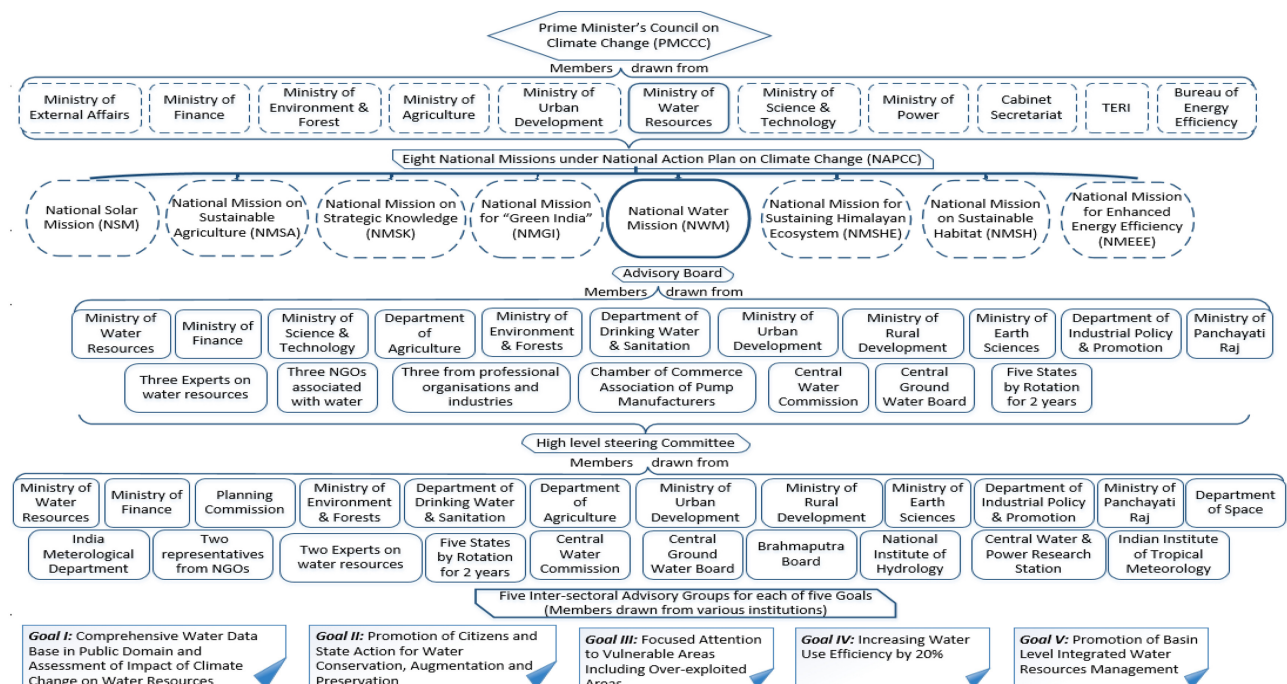 Prime Minister's Council on
Climate Change (PMCCC)
Members drawn from
Ministry of
External Affairs
Ministry of
Finance
Ministry of
Environment &
Forest
Ministry of
Agriculture
Ministry of
Urban
Development
Ministry of
Water
Resources
Ministry of
Science &
Technology
Ministry of
Power
Cabinet
Secretariat
TERI
Bureau of
Energy
Efficiency
Eight National Missions under National Action Plan on Climate Change (NAPCC)
National Solar
Mission (NSM)
National Mission on
Sustainable
Agriculture (NMSA)
National Mission on
Strategic Knowledge
(NMSK)
National Mission
for "Green India"
(NMGI)
National Water
Mission (NWM)
National Mission for
Sustaining Himalayan
Ecosystem (NMSHE)
National Mission
on Sustainable
Habitat (NMSH)
National Mission
for Enhanced
Energy Efficiency
(NMEEE)
Advisory Board
Members drawn from
Ministry of
Water
Resources
Ministry of
Finance
Ministry of
Science &
Technology
Department
of
Agriculture
Ministry of
Environment
& Forests
Department of
Drinking Water
& Sanitation
Ministry of
Urban
Development
Ministry of
Rural
Development
Ministry of
Earth
Sciences
Department of
Industrial Policy
& Promotion
Ministry of
Panchayati
Raj
Three Experts on
water resources
Three NGOs
associated
with water
Three from professional
organisations and
industries
Chamber of Commerce
Association of Pump
Manufacturers
Central
Water
Commission
Central
Ground
Water Board
Five States
by Rotation
for 2 years
High level steering Committee
Members drawn from
Ministry of
Water
Resources
Ministry of
Finance
Planning
Commission
Ministry of
Environment
& Forests
Department of
Drinking Water
& Sanitation
Department
of
Agriculture
Ministry of
Urban
Development
Ministry of
Rural
Development
Ministry of
Earth
Sciences
Department of
Industrial Policy
& Promotion
Ministry of
Panchayati
Raj
Department
of Space
India
Meterological
Department
Two
representatives
from NGOs
Two Experts on
water resources
Five States
by Rotation
for 2 years
Central
Water
Commission
Central
Ground
Water Board
Brahmaputra
Board
National
Institute of
Hydrology
Central Water &
Power Research
Station
Indian Institute
of Tropical
Meteorology
Five Inter-sectoral Advisory Groups for each of five Goals
(Members drawn from various institutions)
Goal I: Comprehensive Water Data
Base in Public Domain and
Assessment of Impact of Climate
Change on Water Resources
Goal II: Promotion of Citizens and
State Action for Water
Conservation, Augmentation and
Preservation
Goal III: Focused Attention
to Vulnerable Areas
Including Over-exploited
Areas
Goal IV: Increasing Water
Use Efficiency by 20%
Goal V: Promotion of Basin
Level Integrated Water
Resources Management